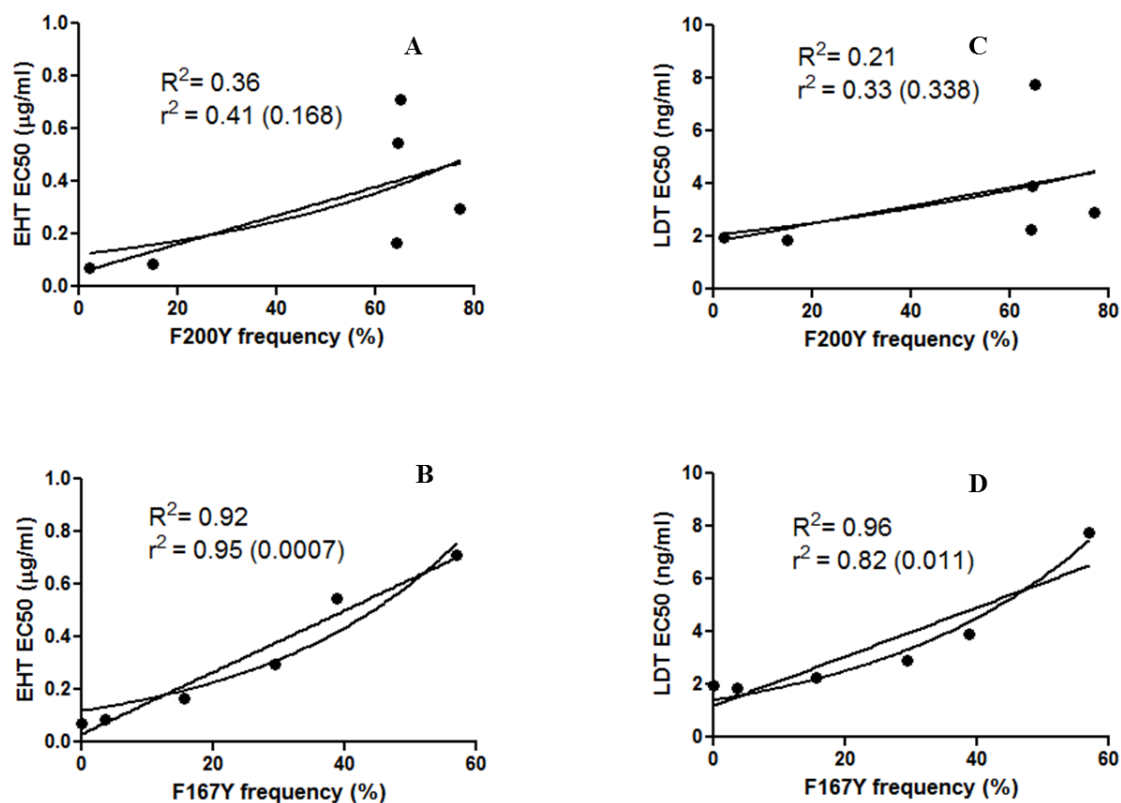 A
R²= 0.36
r² = 0.41 (0.168)
EHT EC50 (µg/ml)
1.0
0.8
0.6
0.4
0.2
0.0
0 20 40 60 80
F200Y frequency (%)
C
R²= 0.21
r² = 0.33 (0.338)
LDT EC50 (ng/ml)
10
8
6
4
2
0
0 20 40 60 80
F200Y frequency (%)
B
R²= 0.92
r² = 0.95 (0.0007)
EHT EC50 (µg/ml)
1.0
0.8
0.6
0.4
0.2
0.0
0 20 40 60
F167Y frequency (%)
D
R²= 0.96
r² = 0.82 (0.011)
LDT EC50 (ng/ml)
10
8
6
4
2
0
0 20 40 60
F167Y frequency (%)